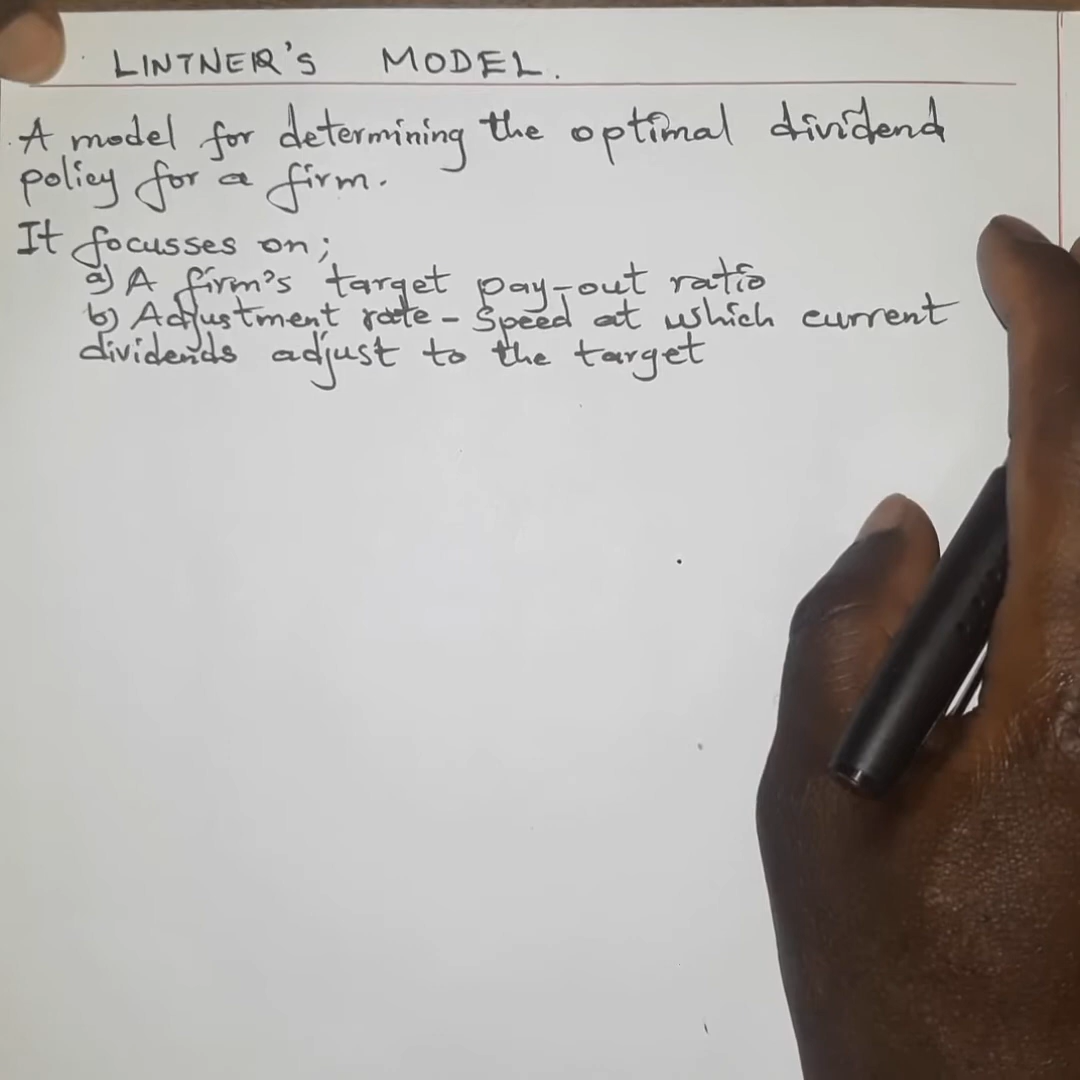 LINTNER'S MODEL.
A model for determining the optimal dividend
policy for a firm.
It focusses on;
a) A firm's target pay-out ratio
b) Adjustment rate - Speed at which current
dividends adjust to the target